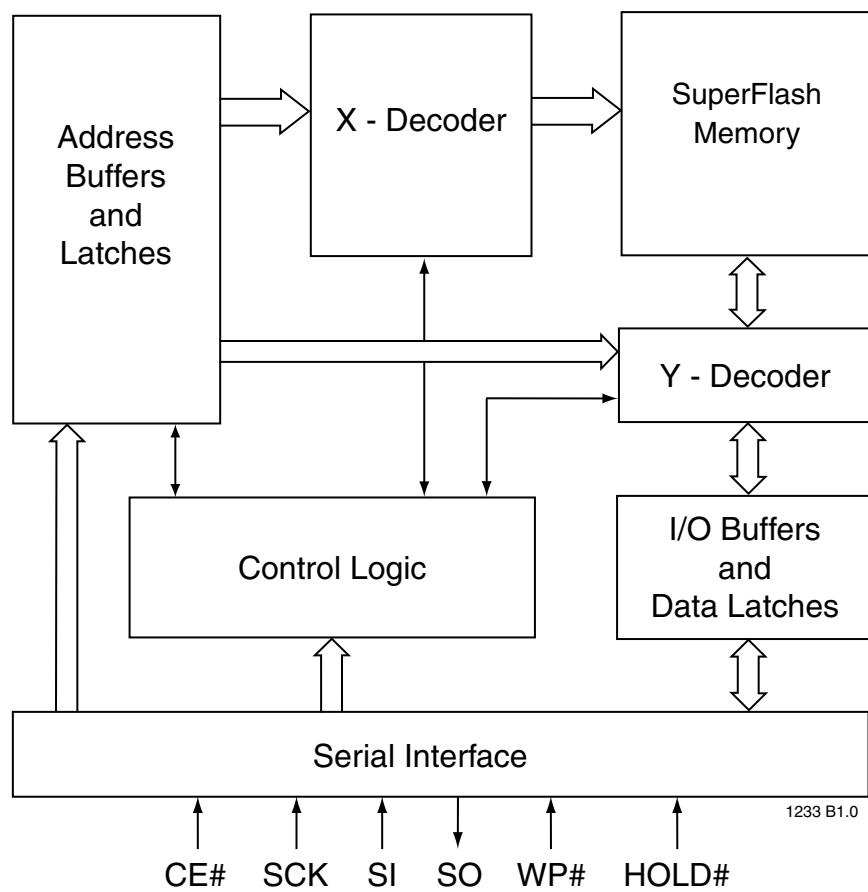 Address
Buffers
and
Latches
X - Decoder
SuperFlash
Memory
Y - Decoder
Control Logic
I/O Buffers
and
Data Latches
Serial Interface
1233 B1.0
CE# SCK SI SO WP# HOLD#